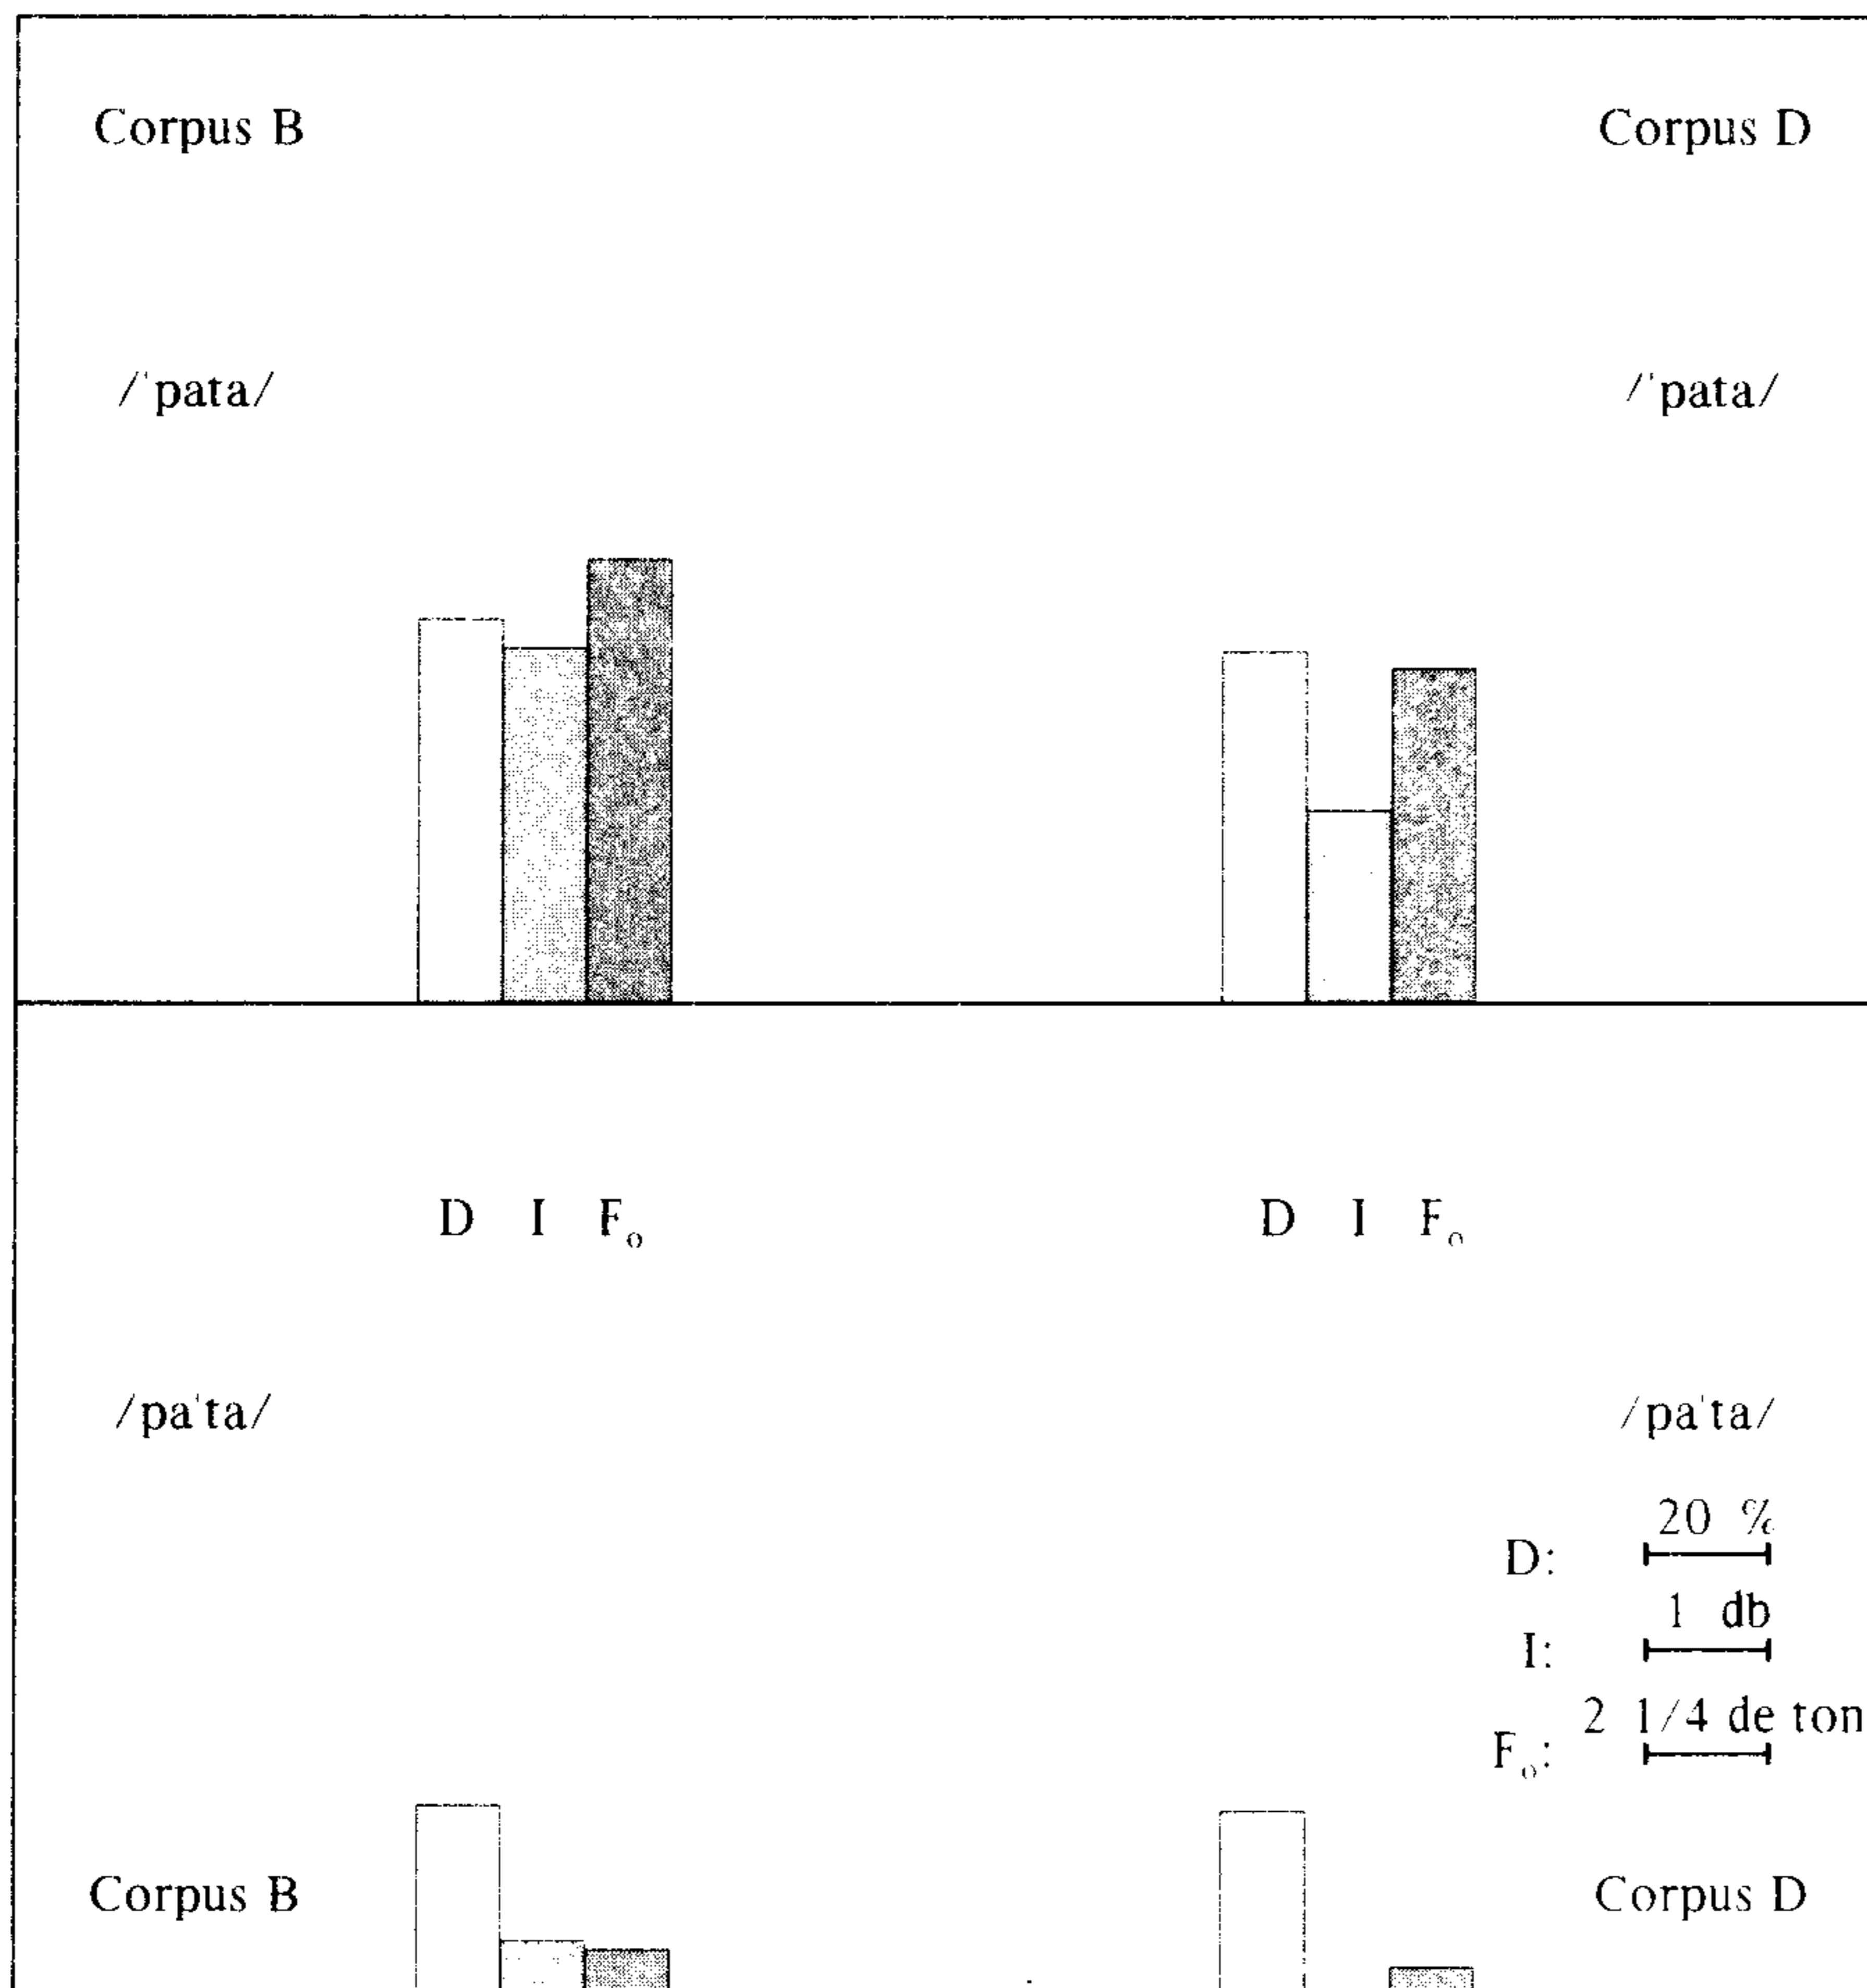 Corpus B Corpus D
/'pata/ /'pata/
D I F₀ D I F₀
/pa'ta/ /pa'ta/
20 %
D:
1 db
I:
2 1/4 de ton
F₀:
Corpus B Corpus D